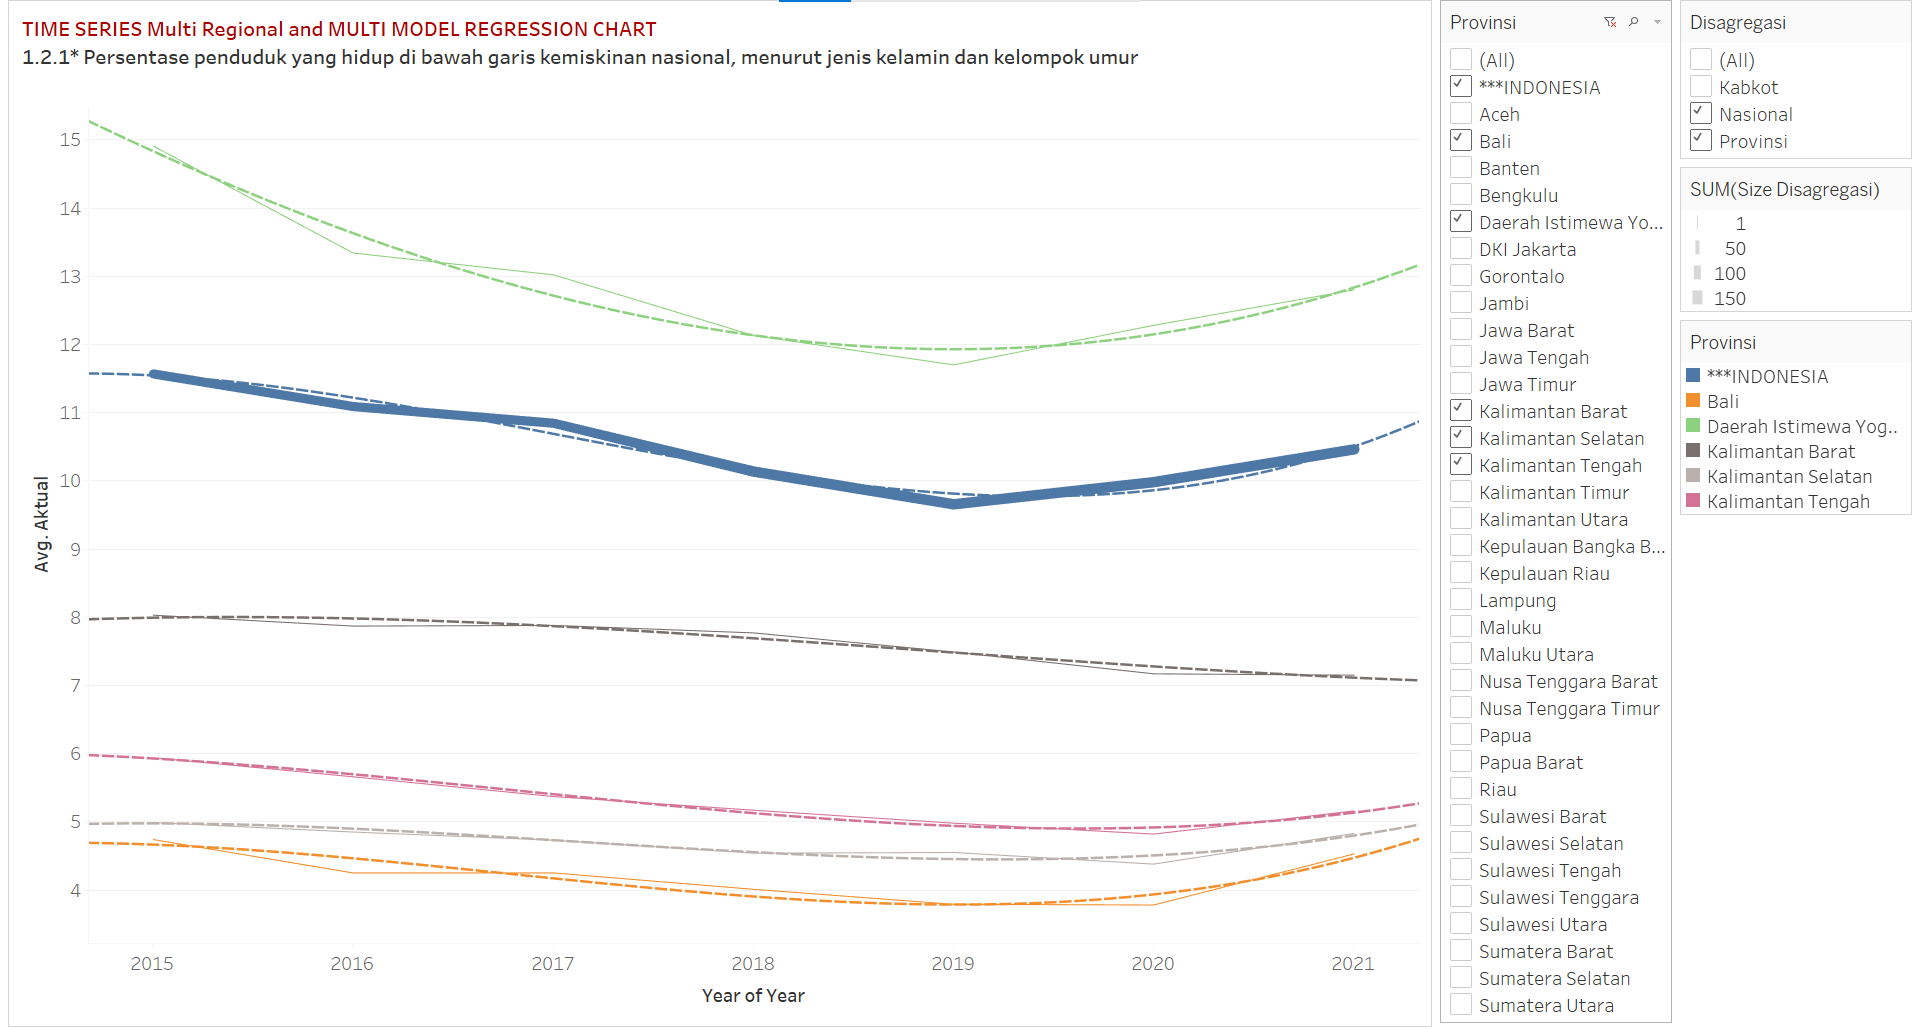 TIME SERIES Multi Regional and MULTI MODEL REGRESSION CHART
1.2.1* Persentase penduduk yang hidup di bawah garis kemiskinan nasional, menurut jenis kelamin dan kelompok umur
15
14
13
12
11
10
9
8
7
6
5
4
Avg. Aktual
2015
2016
2017
2018
2019
2020
2021
Year of Year
Provinsi
(All)
***INDONESIA
Aceh
Bali
Banten
Bengkulu
Daerah Istimewa Yo...
DKI Jakarta
Gorontalo
Jambi
Jawa Barat
Jawa Tengah
Jawa Timur
Kalimantan Barat
Kalimantan Selatan
Kalimantan Tengah
Kalimantan Timur
Kalimantan Utara
Kepulauan Bangka B...
Kepulauan Riau
Lampung
Maluku
Maluku Utara
Nusa Tenggara Barat
Nusa Tenggara Timur
Papua
Papua Barat
Riau
Sulawesi Barat
Sulawesi Selatan
Sulawesi Tengah
Sulawesi Tenggara
Sulawesi Utara
Sumatera Barat
Sumatera Selatan
Sumatera Utara
Disagregasi
(All)
Kabkot
Nasional
Provinsi
SUM(Size Disagregasi)
1
50
100
150
Provinsi
***INDONESIA
Bali
Daerah Istimewa Yog..
Kalimantan Barat
Kalimantan Selatan
Kalimantan Tengah